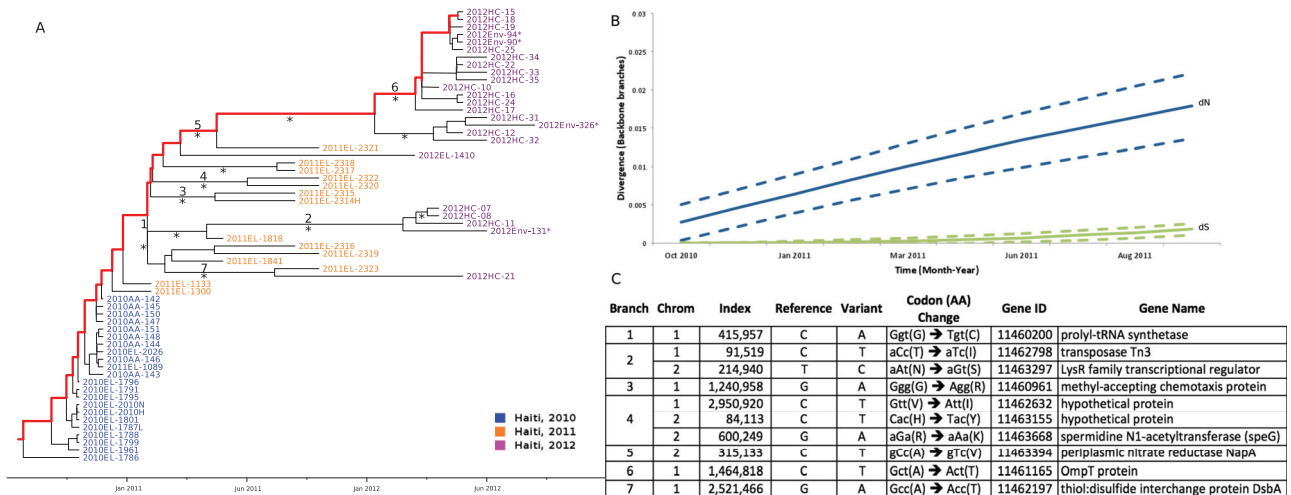 A
2012HC-15
2012HC-18
2012HC-19
2012Env-94*
2012Env-90*
2012HC-25
2012HC-34
2012HC-22
2012HC-33
2012HC-35
6
2012HC-10
*
2012HC-16
2012HC-24
2012HC-17
2012HC-31
5
*
2012Env-326*
*
*
2012HC-12
2012HC-32
2011EL-2321
2012EL-1410
2011EL-2318
*
2011EL-2317
4
2011EL-2322
*
2011EL-2320
3
2011EL-2315
*
2011EL-2314H
2012HC-07
*
2012HC-08
1
2
2012HC-11
*
*
2012Env-131*
2011EL-1818
*
2011EL-2316
2011EL-2319
2011EL-1841
7
2011EL-2323
*
2012HC-21
2011EL-1133
2011EL-1300
2010AA-142
2010AA-145
2010AA-150
2010AA-147
2010AA-151
2010AA-148
2010AA-144
2010EL-2026
2010AA-146
2011EL-1089
2010AA-143
2010EL-1796
2010EL-1791
2010EL-1795
2010EL-2010N
2010EL-2010H
2010EL-1801
2010EL-1787L
2010EL-1788
2010EL-1799
2010EL-1961
2010EL-1786
Haiti, 2010
Haiti, 2011
Haiti, 2012
Jan 2011
Jun 2011
Jan 2012
Jun 2012
B
Divergence (Backbone branches)
0.03
0.025
0.02
0.015
0.01
0.005
0
dN
dS
Oct 2010
Jan 2011
Mar 2011
Jun 2011
Aug 2011
Time (Month-Year)
C
Branch Chrom Index Reference Variant Codon (AA) Change Gene ID Gene Name
1 1 415,957 C A Ggt(G) ➔ Tgt(C) 11460200 prolyl-tRNA synthetase
2 1 91,519 C T aCc(T) ➔ aTc(I) 11462798 transposase Tn3
2 214,940 T C aAt(N) ➔ aGt(S) 11463297 LysR family transcriptional regulator
3 1 1,240,958 G A Ggg(G) ➔ Agg(R) 11460961 methyl-accepting chemotaxis protein
4 1 2,950,920 C T Gtt(V) ➔ Att(I) 11462632 hypothetical protein
2 84,113 C T Cac(H) ➔ Tac(Y) 11463155 hypothetical protein
2 600,249 G A aGa(R) ➔ aAa(K) 11463668 spermidine N1-acetyltransferase (speG)
5 2 315,133 C T gCc(A) ➔ gTc(V) 11463394 periplasmic nitrate reductase NapA
6 1 1,464,818 C T Gct(A) ➔ Act(T) 11461165 OmpT protein
7 1 2,521,466 G A Gcc(A) ➔ Acc(T) 11462197 thiol:disulfide interchange protein DsbA